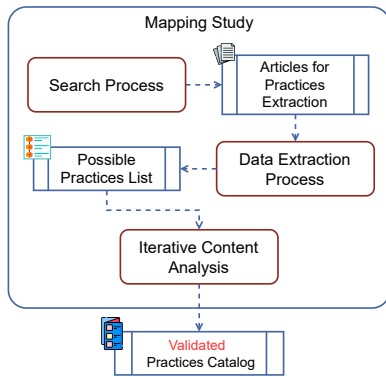 Mapping Study
Search Process
Articles for
Practices
Extraction
Possible
Practices List
Data Extraction
Process
Iterative Content
Analysis
Validated
Practices Catalog